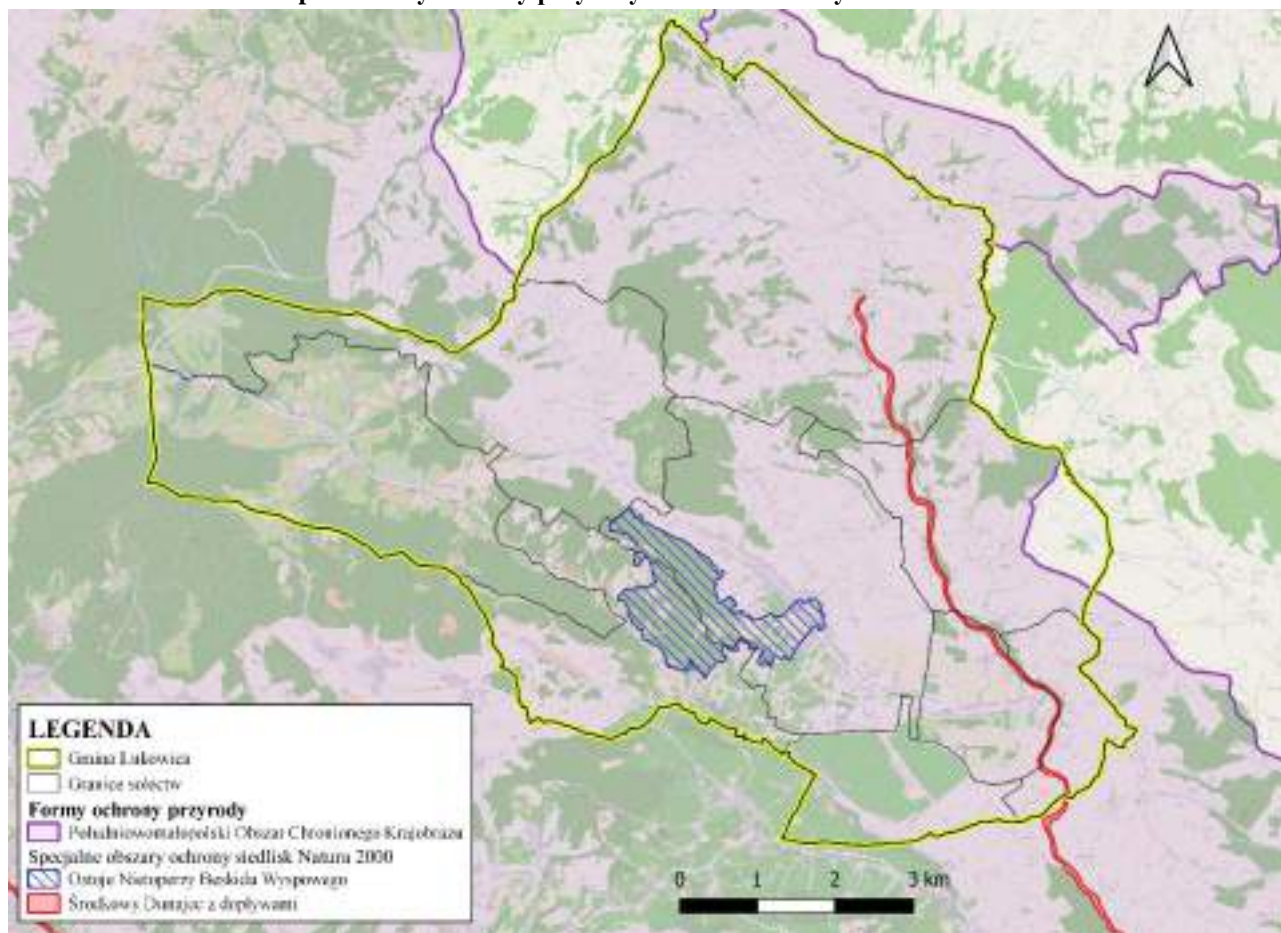 LEGENDA
Gmina Łukowica
Granice sołectw
Formy ochrony przyrody
Południowomałopolski Obszar Chronionego Krajobrazu
Specjalne obszary ochrony siedlisk Natura 2000
Ostoje Nietoperzy Beskidu Wyspowego
Środkowy Dunajec z dopływami
0 1 2 3 km